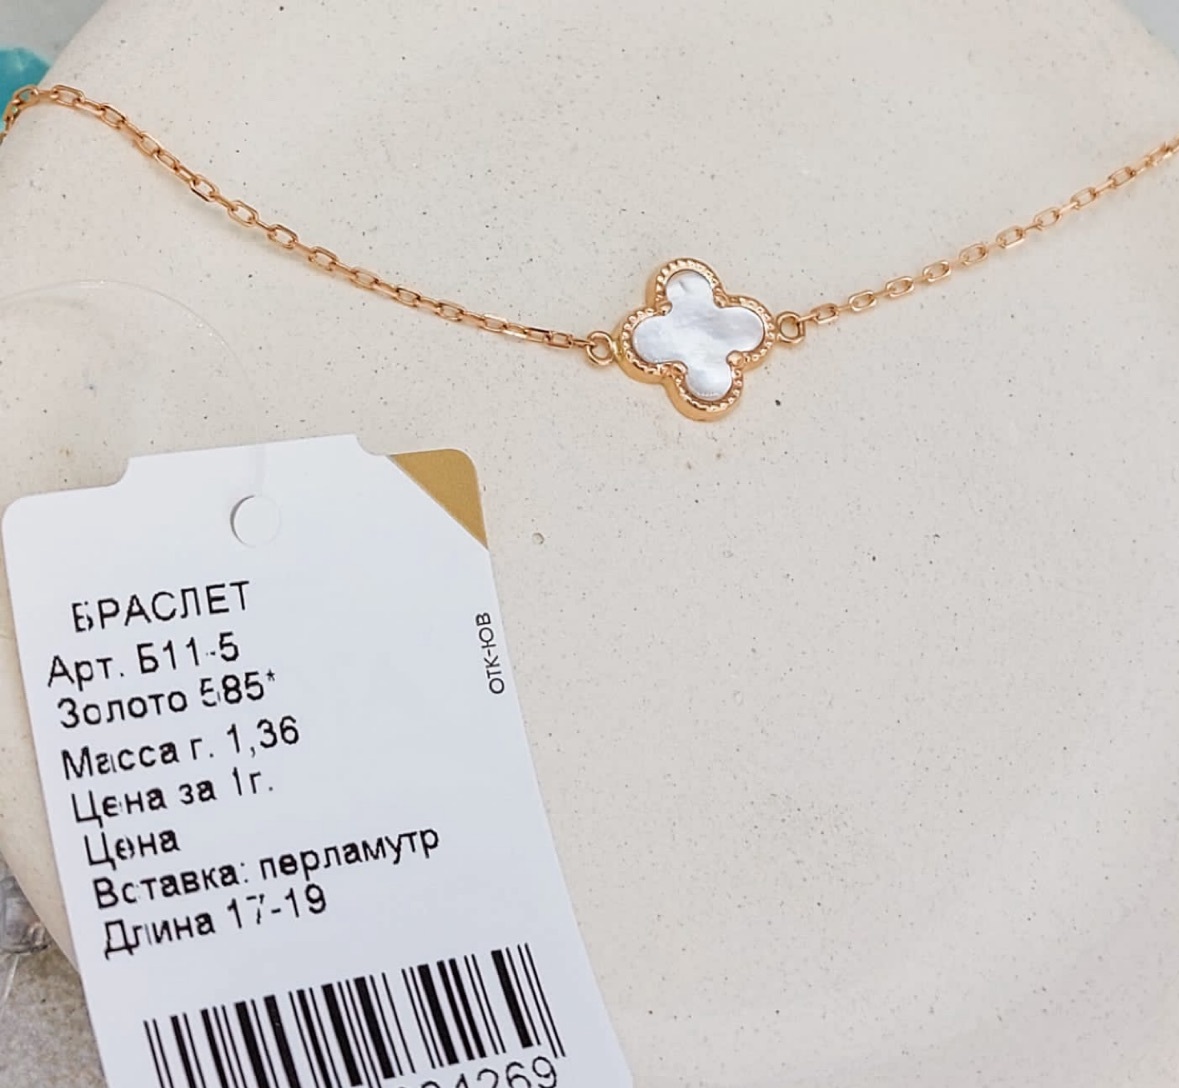 БРАСЛЕТ
Арт. Б11-5
Золото 585*
Масса г. 1,36
Цена за 1г.
Цена
Вставка: перламутр
Длина 17-19
ОТК-ЮВ
4269